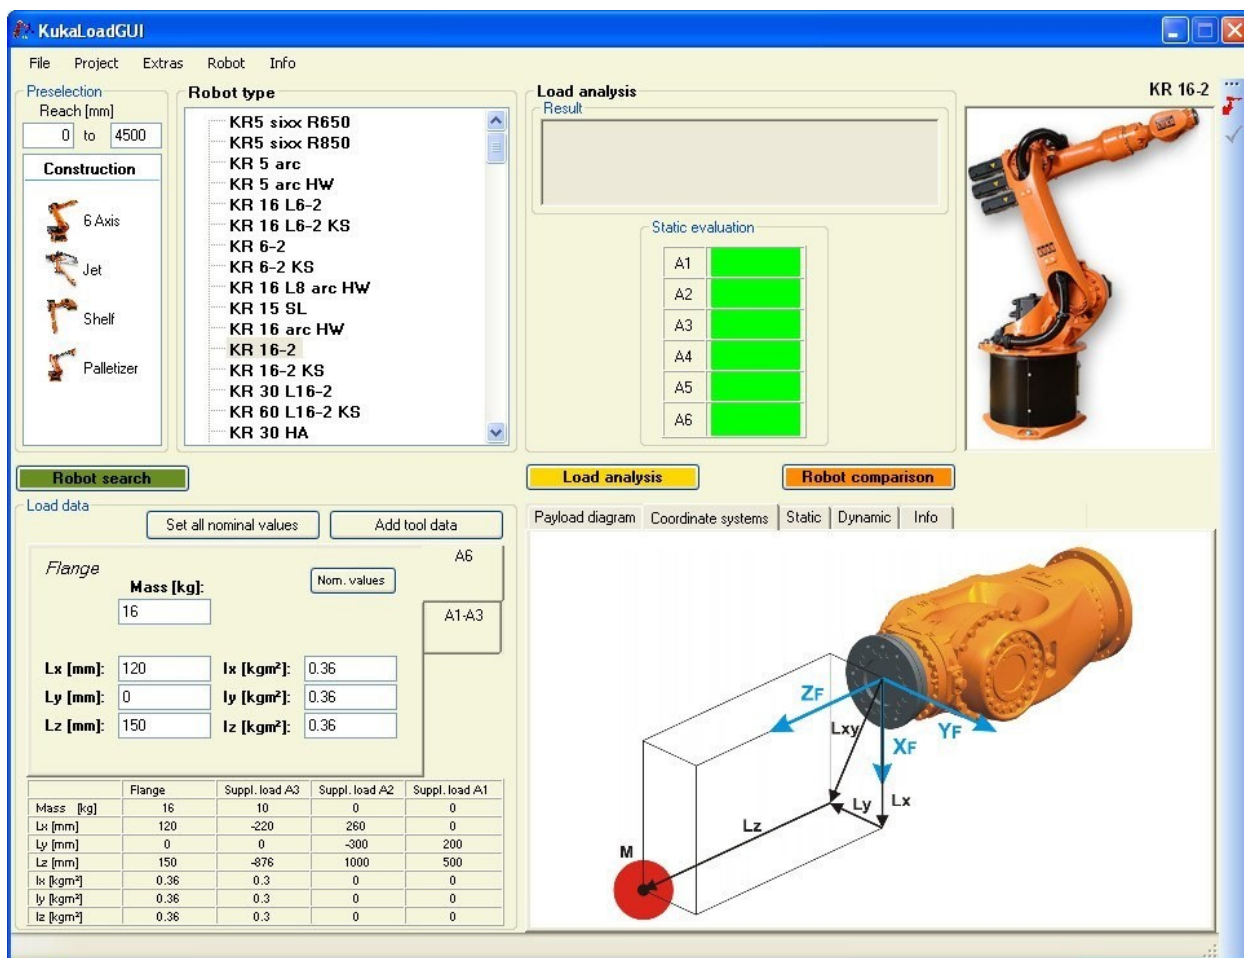 KukaLoadGUI
File Project Extras Robot Info
Preselection
Reach [mm]
0 to 4500
Construction
6 Axis
Jet
Shelf
Palletizer
Robot type
KR5 sixx R650
KR5 sixx R850
KR 5 arc
KR 5 arc HW
KR 16 L6-2
KR 16 L6-2 KS
KR 6-2
KR 6-2 KS
KR 16 L8 arc HW
KR 15 SL
KR 16 arc HW
KR 16-2
KR 16-2 KS
KR 30 L16-2
KR 60 L16-2 KS
KR 30 HA
Load analysis
Result
Static evaluation
A1
A2
A3
A4
A5
A6
KR 16-2
Robot search
Load analysis
Robot comparison
Load data
Set all nominal values
Add tool data
A6
A1-A3
Flange
Nom. values
Mass [kg]:
16
Lx [mm]: 120 Ix [kgm²]: 0.36
Ly [mm]: 0 Iy [kgm²]: 0.36
Lz [mm]: 150 Iz [kgm²]: 0.36
Flange Suppl. load A3 Suppl. load A2 Suppl. load A1
Mass [kg] 16 10 0 0
Lx [mm] 120 -220 260 0
Ly [mm] 0 0 -300 200
Lz [mm] 150 -876 1000 500
Ix [kgm²] 0.36 0.3 0 0
Iy [kgm²] 0.36 0.3 0 0
Iz [kgm²] 0.36 0.3 0 0
Payload diagram Coordinate systems Static Dynamic Info
ZF
YF
XF
Lxy
Lx
Ly
Lz
M